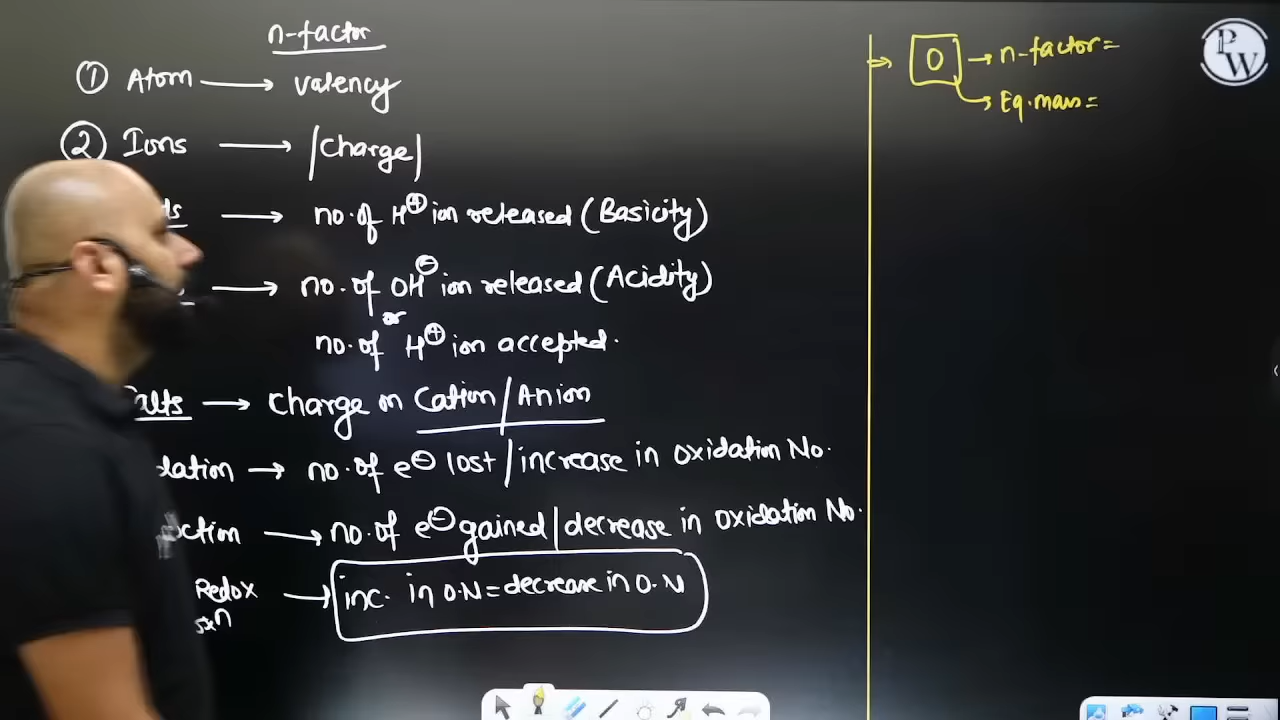 n-factor
① Atom → valency
② Ions → |charge|
→ no. of H⊕ ion released (Basicity)
→ no. of OH⊖ ion released (Acidity)
or
no. of H⊕ ion accepted.
→ charge on Cation/Anion
→ no. of e⊖ lost/increase in oxidation No.
→ no. of e⊖ gained/decrease in oxidation No.
Redox → inc. in O.N = decrease in O.N
rxn
→ O → n-factor =
→ Eq. mass =
PW